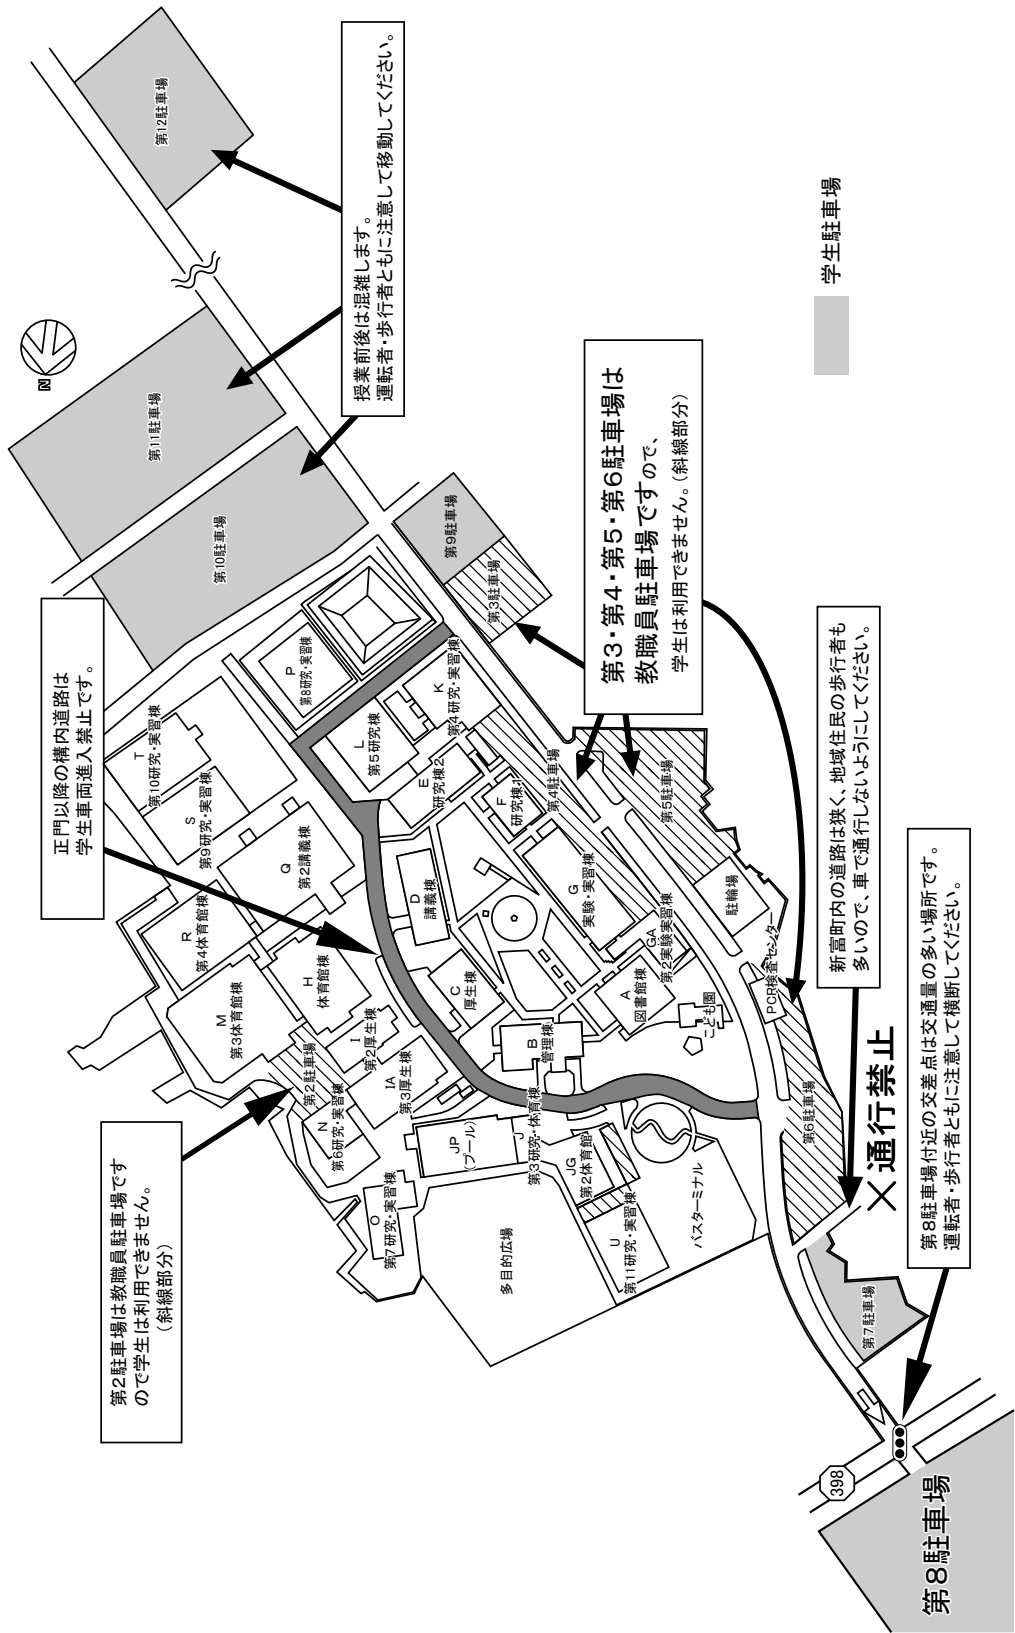 第12駐車場
授業前後は混雑します。
運転者・歩行者ともに注意して移動してください。
N
第11駐車場
第10駐車場
学生駐車場
第9駐車場
第3駐車場
第3・第4・第5・第6駐車場は
教職員駐車場ですので、
学生は利用できません。(斜線部分)
正門以降の構内道路は
学生車両進入禁止です。
P
第8研究・実習棟
K
第4研究・実習棟
L
第5研究棟
E
研究棟2
F
研究棟1
第4駐車場
第5駐車場
T
第10研究・実習棟
S
第9研究・実習棟
Q
第2講義棟
D
講義棟
G
実験・実習棟
GA
第2実験実習棟
駐輪場
PCR検査センター
R
第4体育館棟
M
第3体育館棟
H
体育館棟
C
厚生棟
A
図書館棟
こども園
I
第2厚生棟
IA
第3厚生棟
B
管理棟
第2駐車場
N
第6研究・実習棟
JP
(プール)
J
第3研究・体育棟
JG
第2体育館
O
第7研究・実習棟
多目的広場
U
第11研究・実習棟
バスターミナル
第6駐車場
新富町内の道路は狭く、地域住民の歩行者も
多いので、車で通行しないようにしてください。
×通行禁止
第2駐車場は教職員駐車場です
ので学生は利用できません。
(斜線部分)
第8駐車場付近の交差点は交通量の多い場所です。
運転者・歩行者ともに注意して横断してください。
第7駐車場
398
第8駐車場